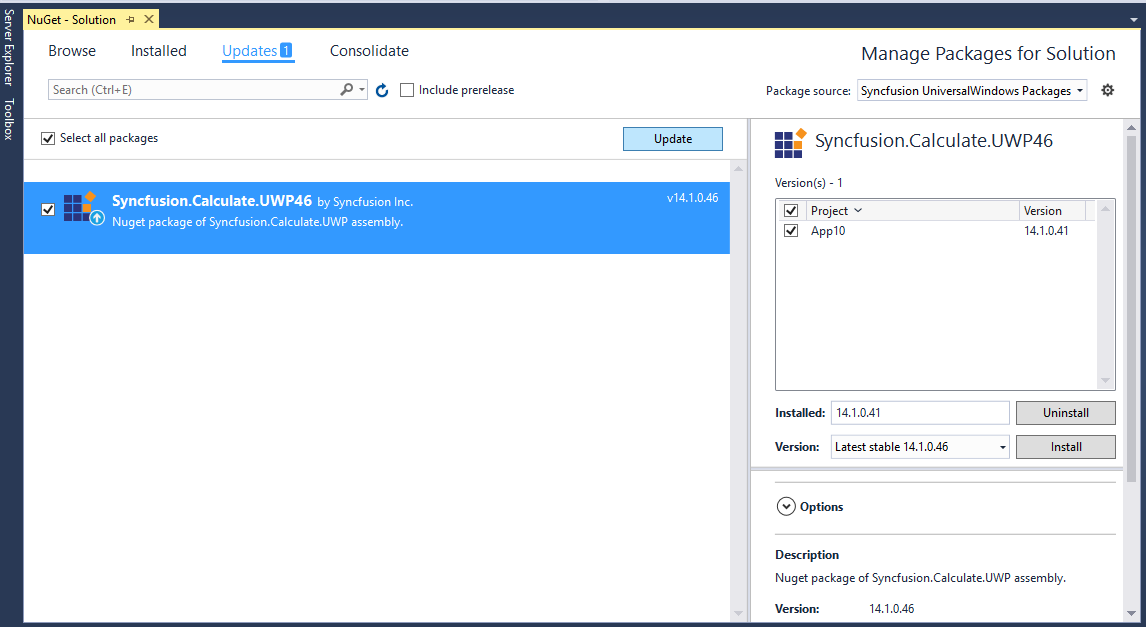 Server Explorer
Toolbox
NuGet - Solution
Browse Installed Updates 1 Consolidate
Manage Packages for Solution
Search (Ctrl+E)
Include prerelease
Package source: Syncfusion UniversalWindows Packages
Select all packages
Update
Syncfusion.Calculate.UWP46 by Syncfusion Inc.
v14.1.0.46
Nuget package of Syncfusion.Calculate.UWP assembly.
Syncfusion.Calculate.UWP46
Version(s) - 1
Project Version
App10 14.1.0.41
Installed: 14.1.0.41 Uninstall
Version: Latest stable 14.1.0.46 Install
Options
Description
Nuget package of Syncfusion.Calculate.UWP assembly.
Version: 14.1.0.46